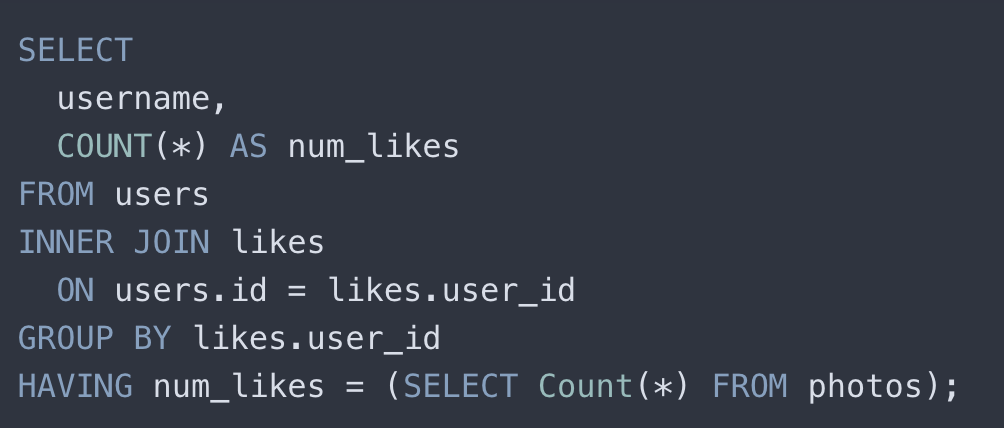 SELECT
  username,
  COUNT(*) AS num_likes
FROM users
INNER JOIN likes
  ON users.id = likes.user_id
GROUP BY likes.user_id
HAVING num_likes = (SELECT Count(*) FROM photos);